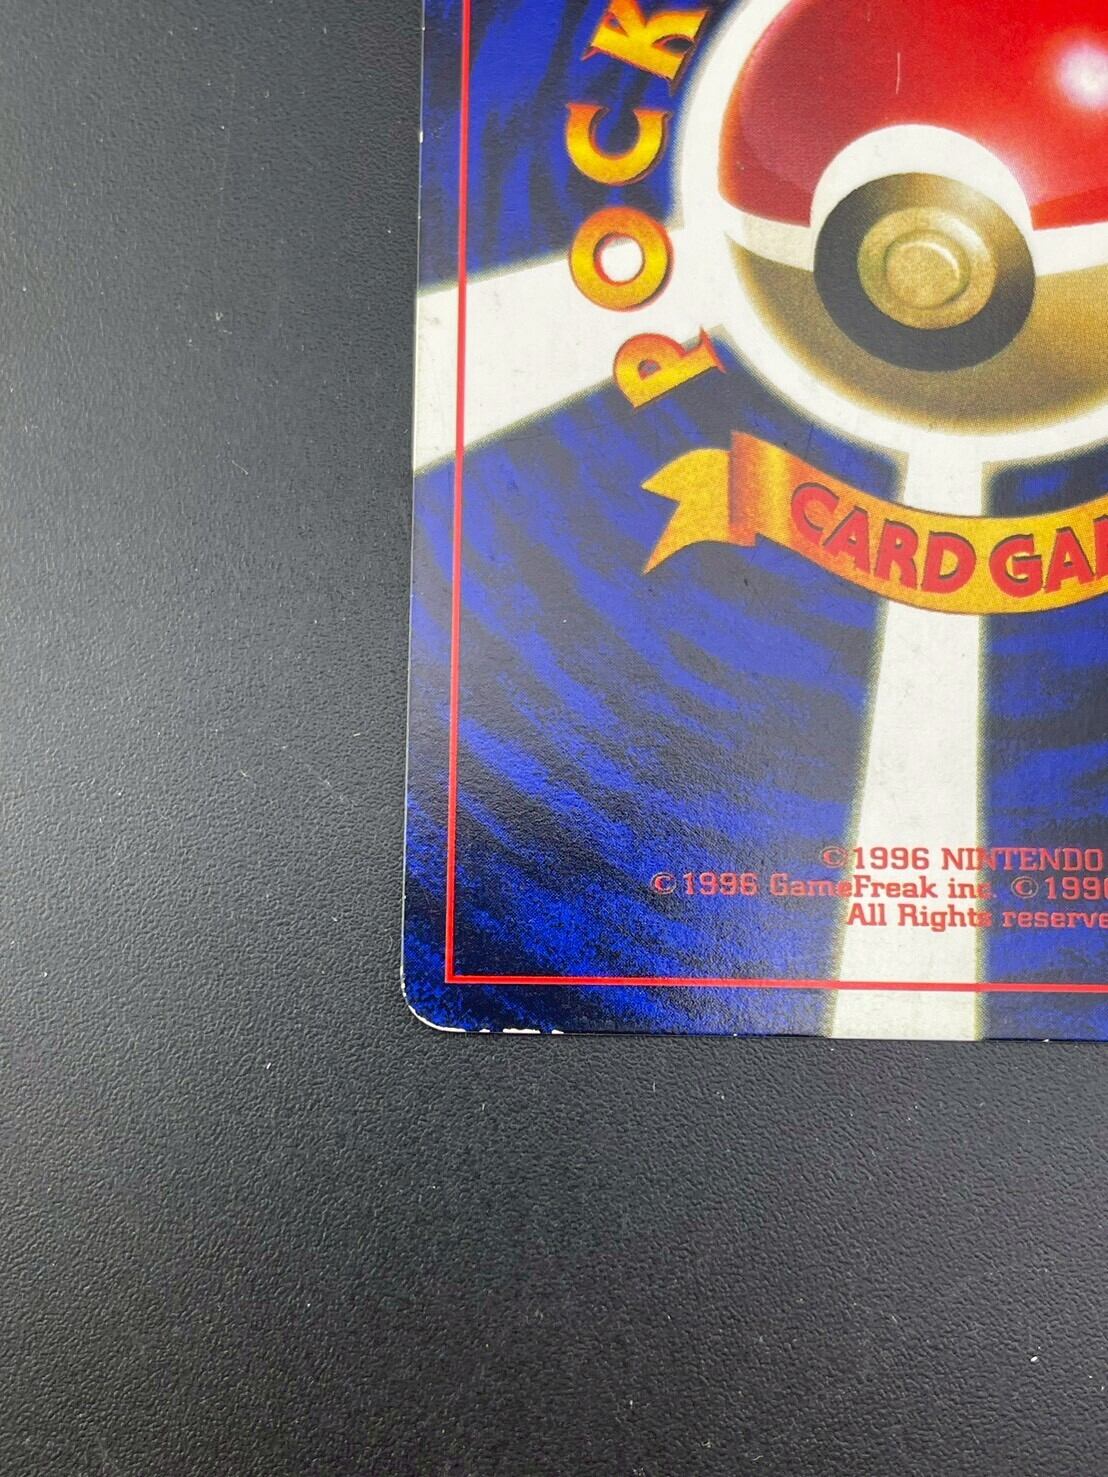 POCK
CARD GA
©1996 NINTENDO
©1996 GameFreak inc. ©199
All Rights reserve